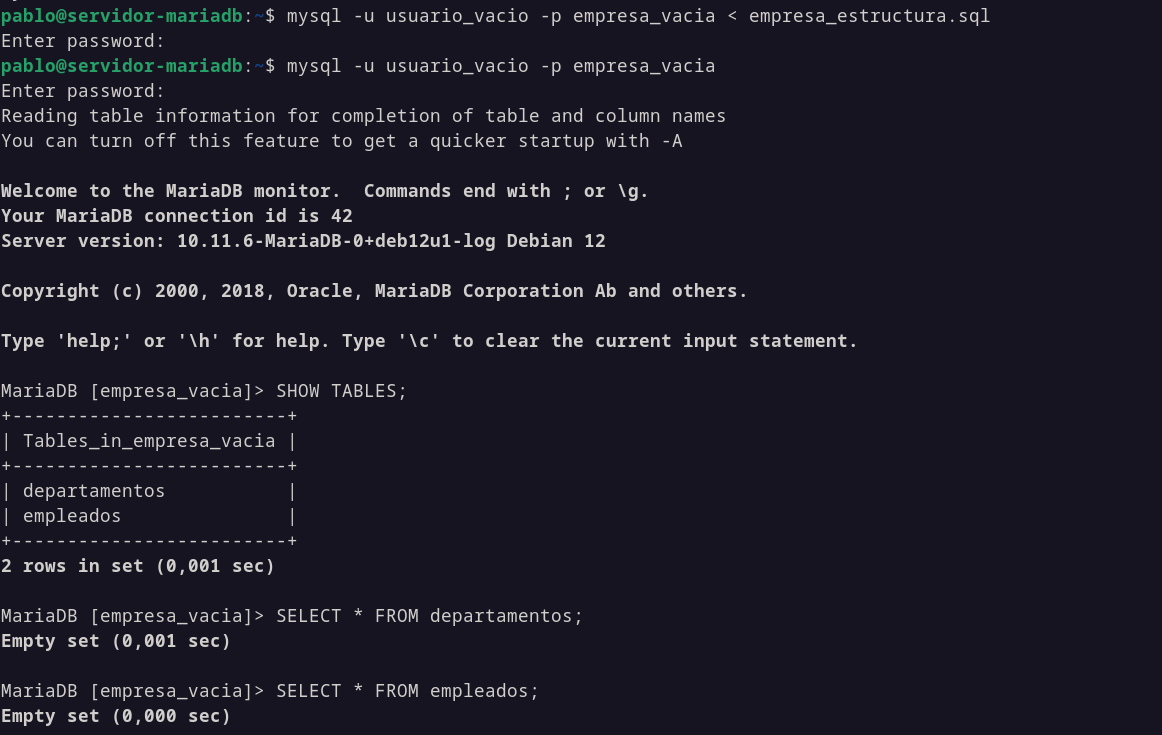 pablo@servidor-mariadb:~$ mysql -u usuario_vacio -p empresa_vacia < empresa_estructura.sql
Enter password:
pablo@servidor-mariadb:~$ mysql -u usuario_vacio -p empresa_vacia
Enter password:
Reading table information for completion of table and column names
You can turn off this feature to get a quicker startup with -A

Welcome to the MariaDB monitor.  Commands end with ; or \g.
Your MariaDB connection id is 42
Server version: 10.11.6-MariaDB-0+deb12u1-log Debian 12

Copyright (c) 2000, 2018, Oracle, MariaDB Corporation Ab and others.

Type 'help;' or '\h' for help. Type '\c' to clear the current input statement.

MariaDB [empresa_vacia]> SHOW TABLES;
+-------------------------+
| Tables_in_empresa_vacia |
+-------------------------+
| departamentos           |
| empleados               |
+-------------------------+
2 rows in set (0,001 sec)

MariaDB [empresa_vacia]> SELECT * FROM departamentos;
Empty set (0,001 sec)

MariaDB [empresa_vacia]> SELECT * FROM empleados;
Empty set (0,000 sec)